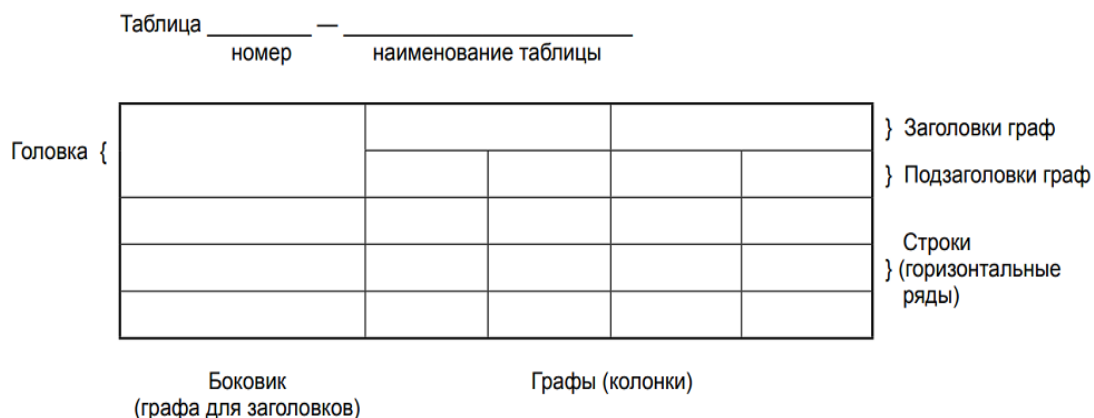 Таблица _________ — _________________________
номер наименование таблицы
Головка { } Заголовки граф
} Подзаголовки граф
Строки
} (горизонтальные
ряды)
Боковик Графы (колонки)
(графа для заголовков)